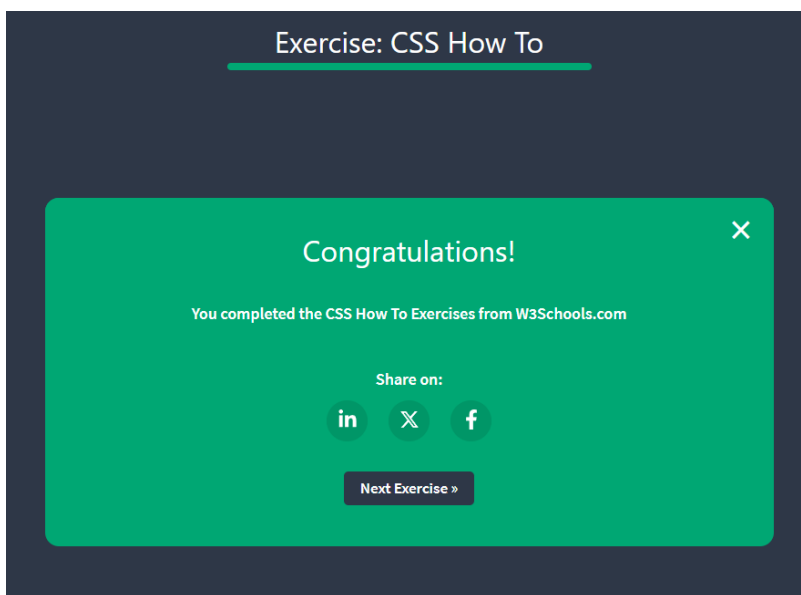 Exercise: CSS How To
Congratulations!
You completed the CSS How To Exercises from W3Schools.com
Share on:
in X f
Next Exercise »